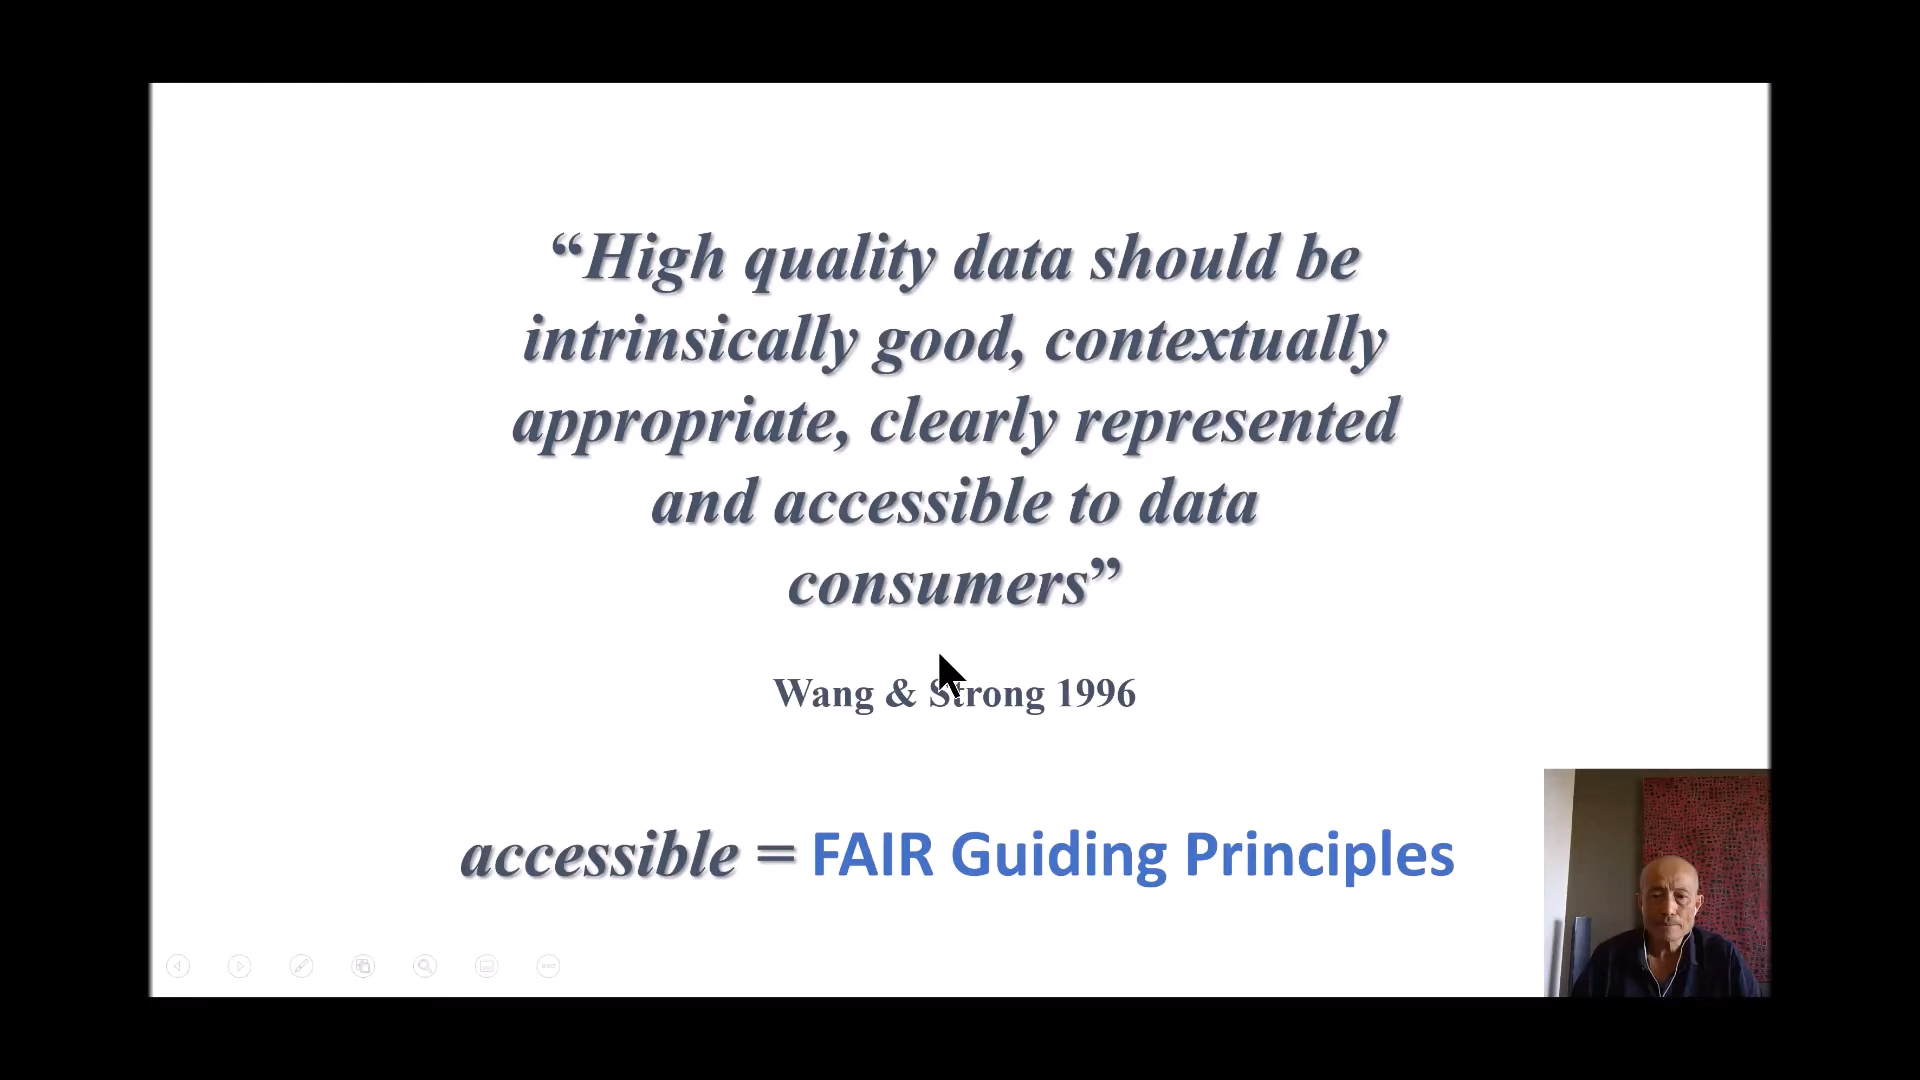 “High quality data should be
intrinsically good, contextually
appropriate, clearly represented
and accessible to data
consumers”
Wang & Strong 1996
accessible = FAIR Guiding Principles